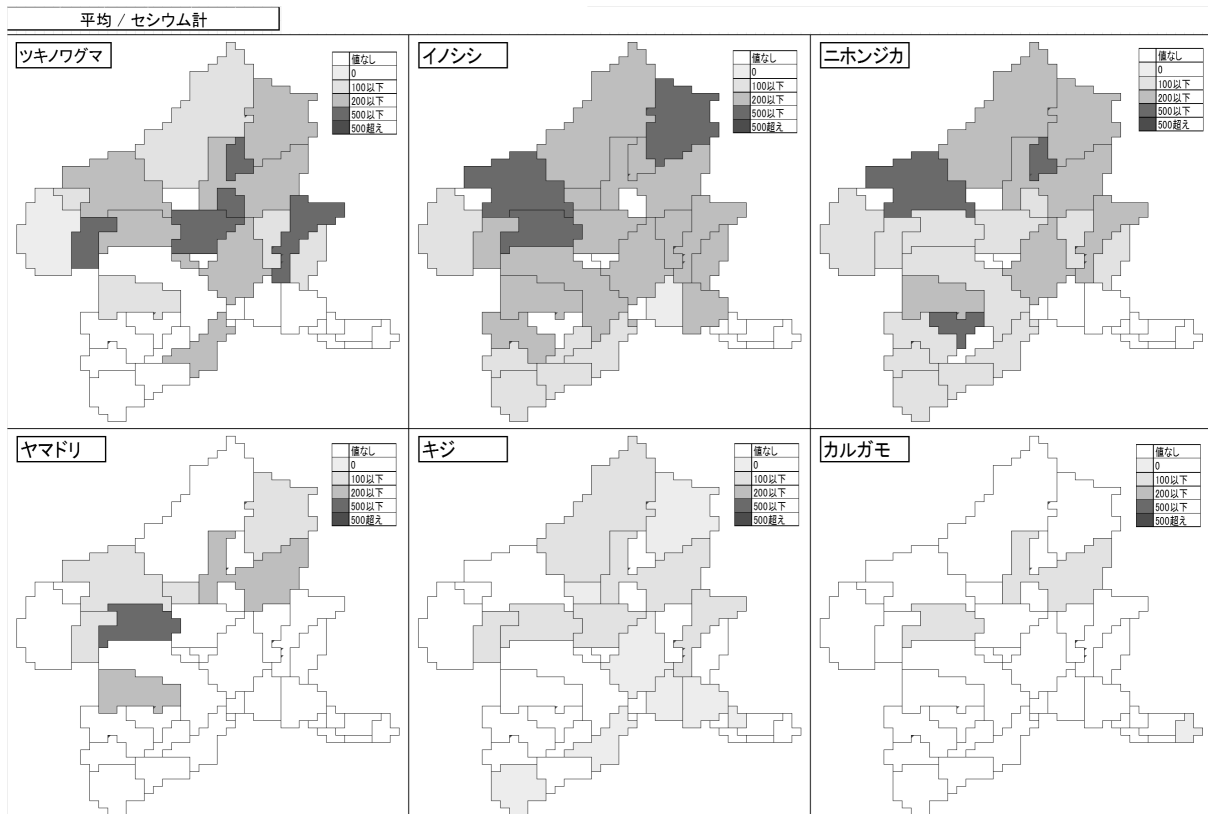 平均 / セシウム計
ツキノワグマ
値なし
0
100以下
200以下
500以下
500超え
イノシシ
値なし
0
100以下
200以下
500以下
500超え
ニホンジカ
値なし
0
100以下
200以下
500以下
500超え
ヤマドリ
値なし
0
100以下
200以下
500以下
500超え
キジ
値なし
0
100以下
200以下
500以下
500超え
カルガモ
値なし
0
100以下
200以下
500以下
500超え